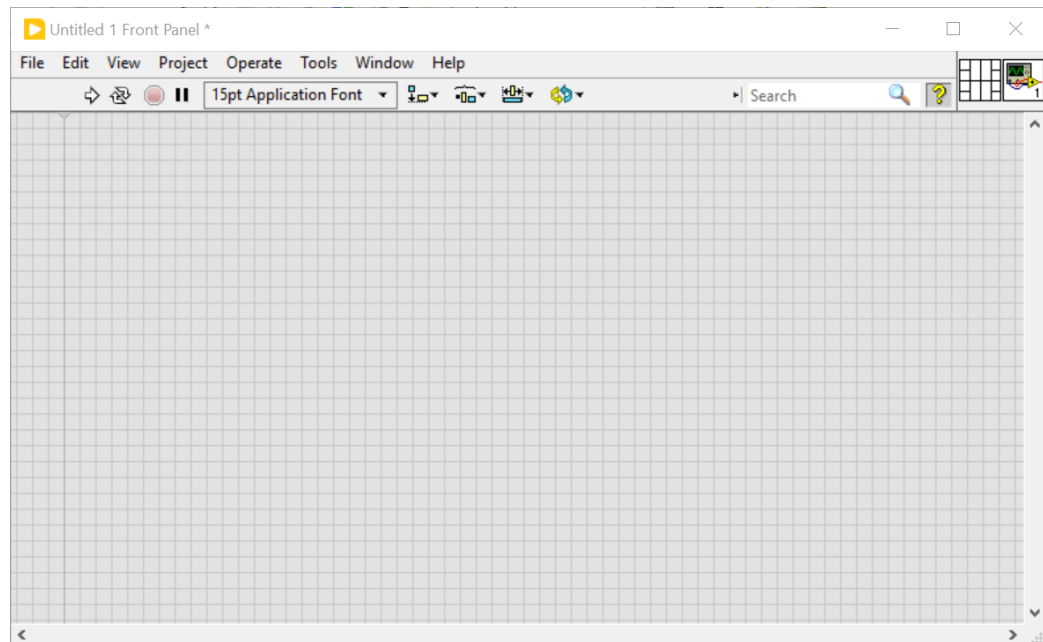 Untitled 1 Front Panel *
File Edit View Project Operate Tools Window Help
15pt Application Font Search ?
1